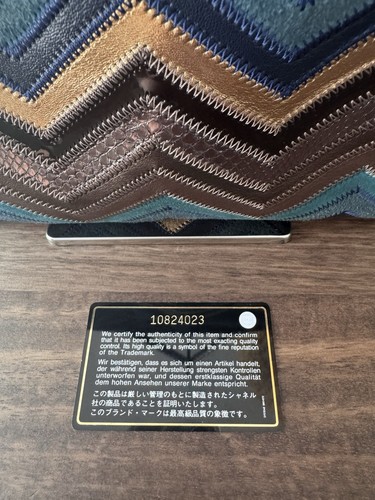 10824023
We certify the authenticity of this item and confirm
that it has been subjected to the most exacting quality
control. Its high quality is a symbol of the fine reputation
of the Trademark.
Wir bestätigen, dass es sich um einen Artikel handelt,
der während seiner Herstellung strengsten Kontrollen
unterworfen war, und dessen erstklassige Qualität
dem hohen Ansehen unserer Marke entspricht.
この製品は厳しい管理のもとに製造されたシャネル
社の商品であることを証明いたします。
このブランド・マークは最高級品質の象徴です。